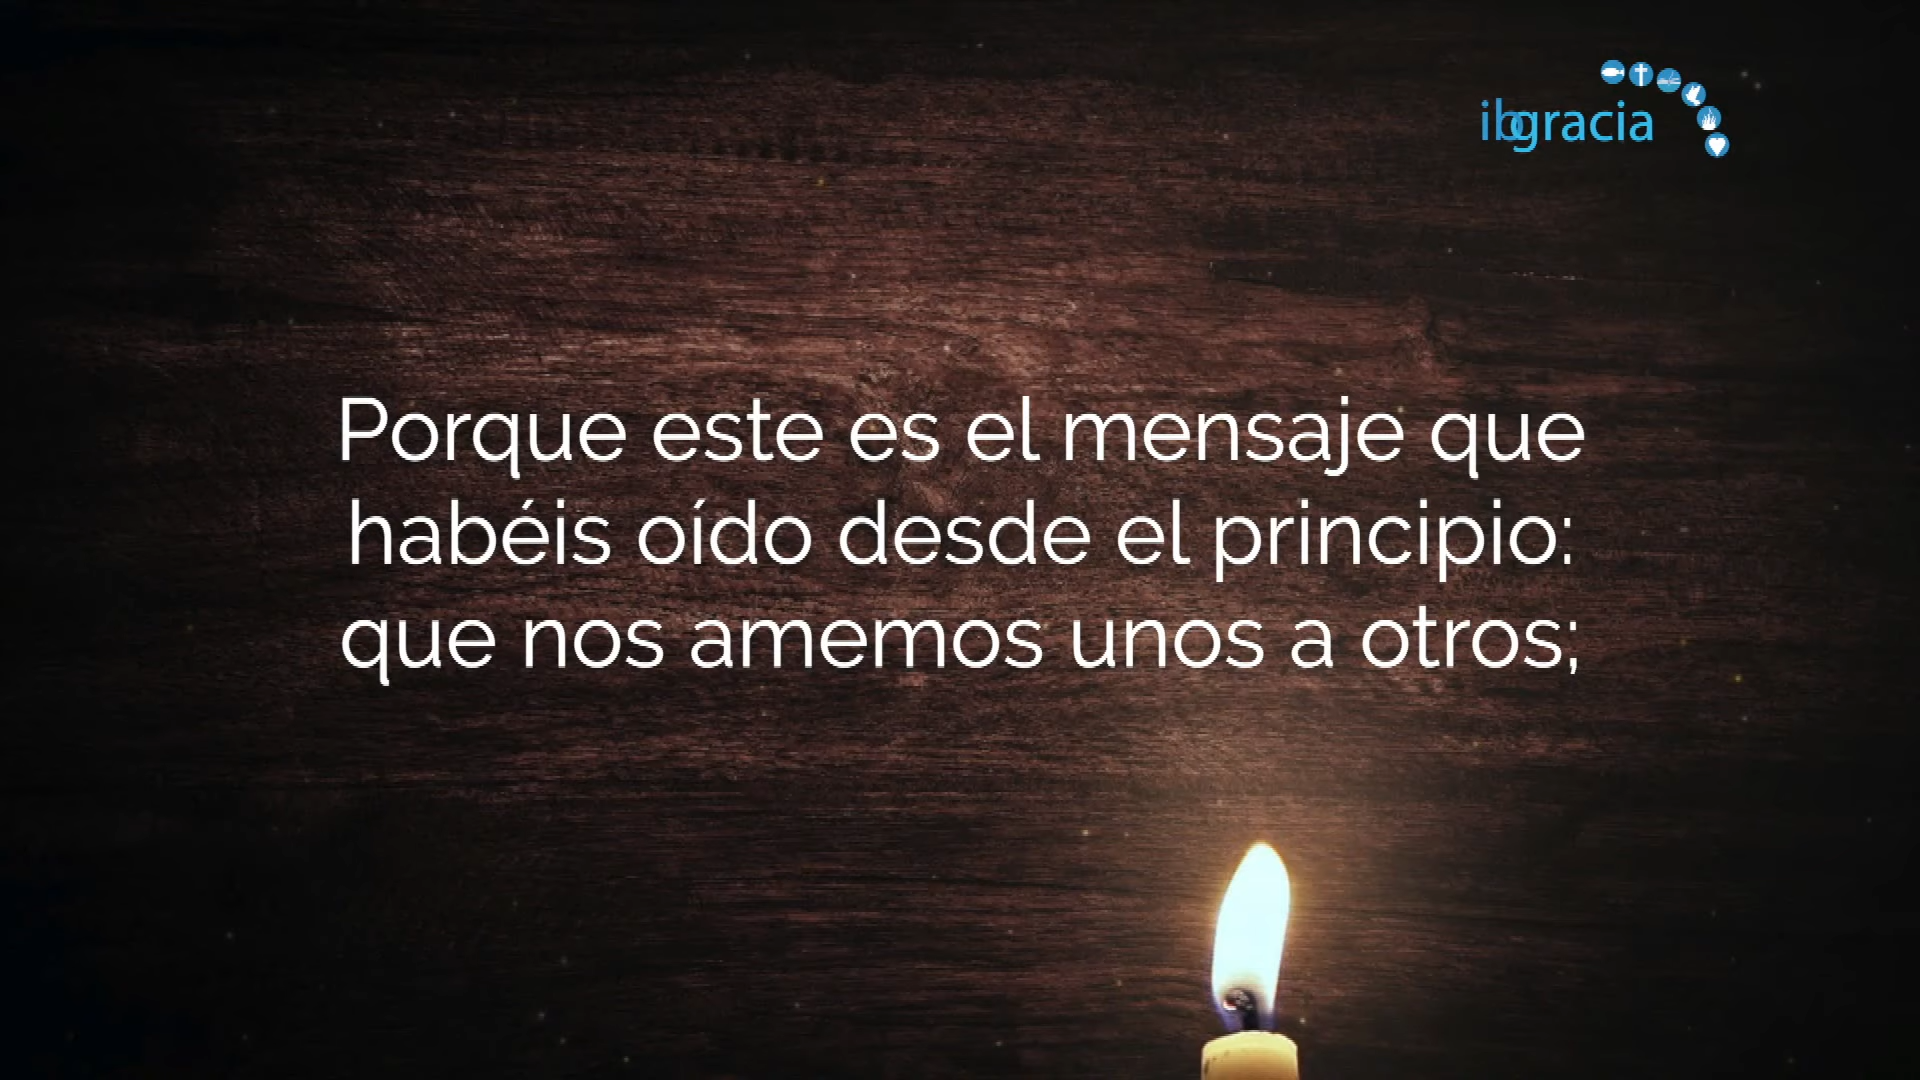 ibgracia
Porque este es el mensaje que
habéis oído desde el principio:
que nos amemos unos a otros;